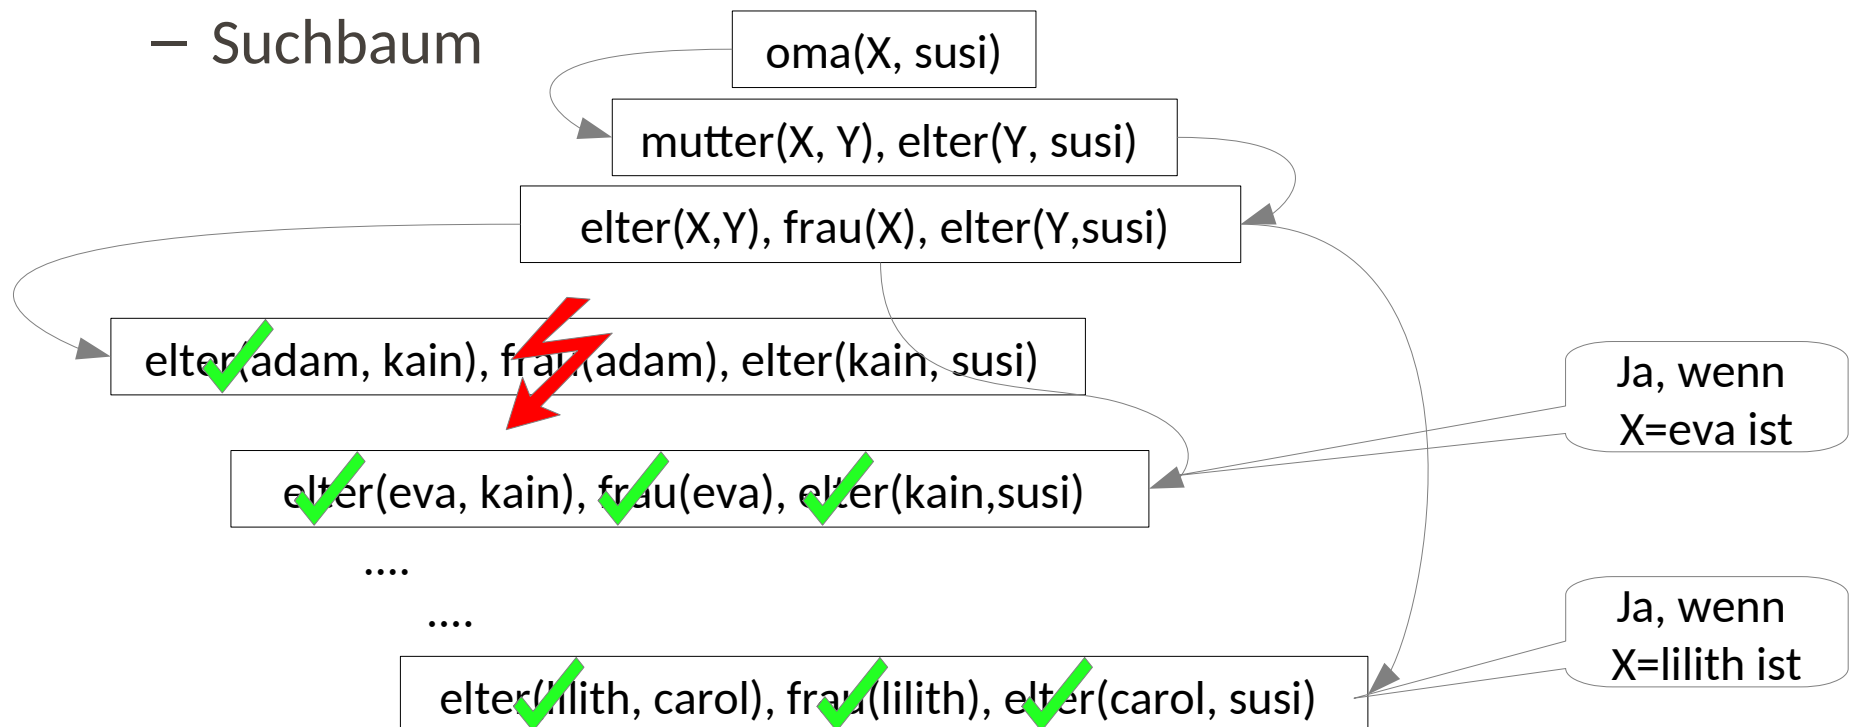 – Suchbaum
oma(X, susi)
mutter(X, Y), elter(Y, susi)
elter(X,Y), frau(X), elter(Y,susi)
elter(adam, kain), frau(adam), elter(kain, susi)
Ja, wenn
X=eva ist
elter(eva, kain), frau(eva), elter(kain,susi)
....
....
Ja, wenn
X=lilith ist
elter(lilith, carol), frau(lilith), elter(carol, susi)